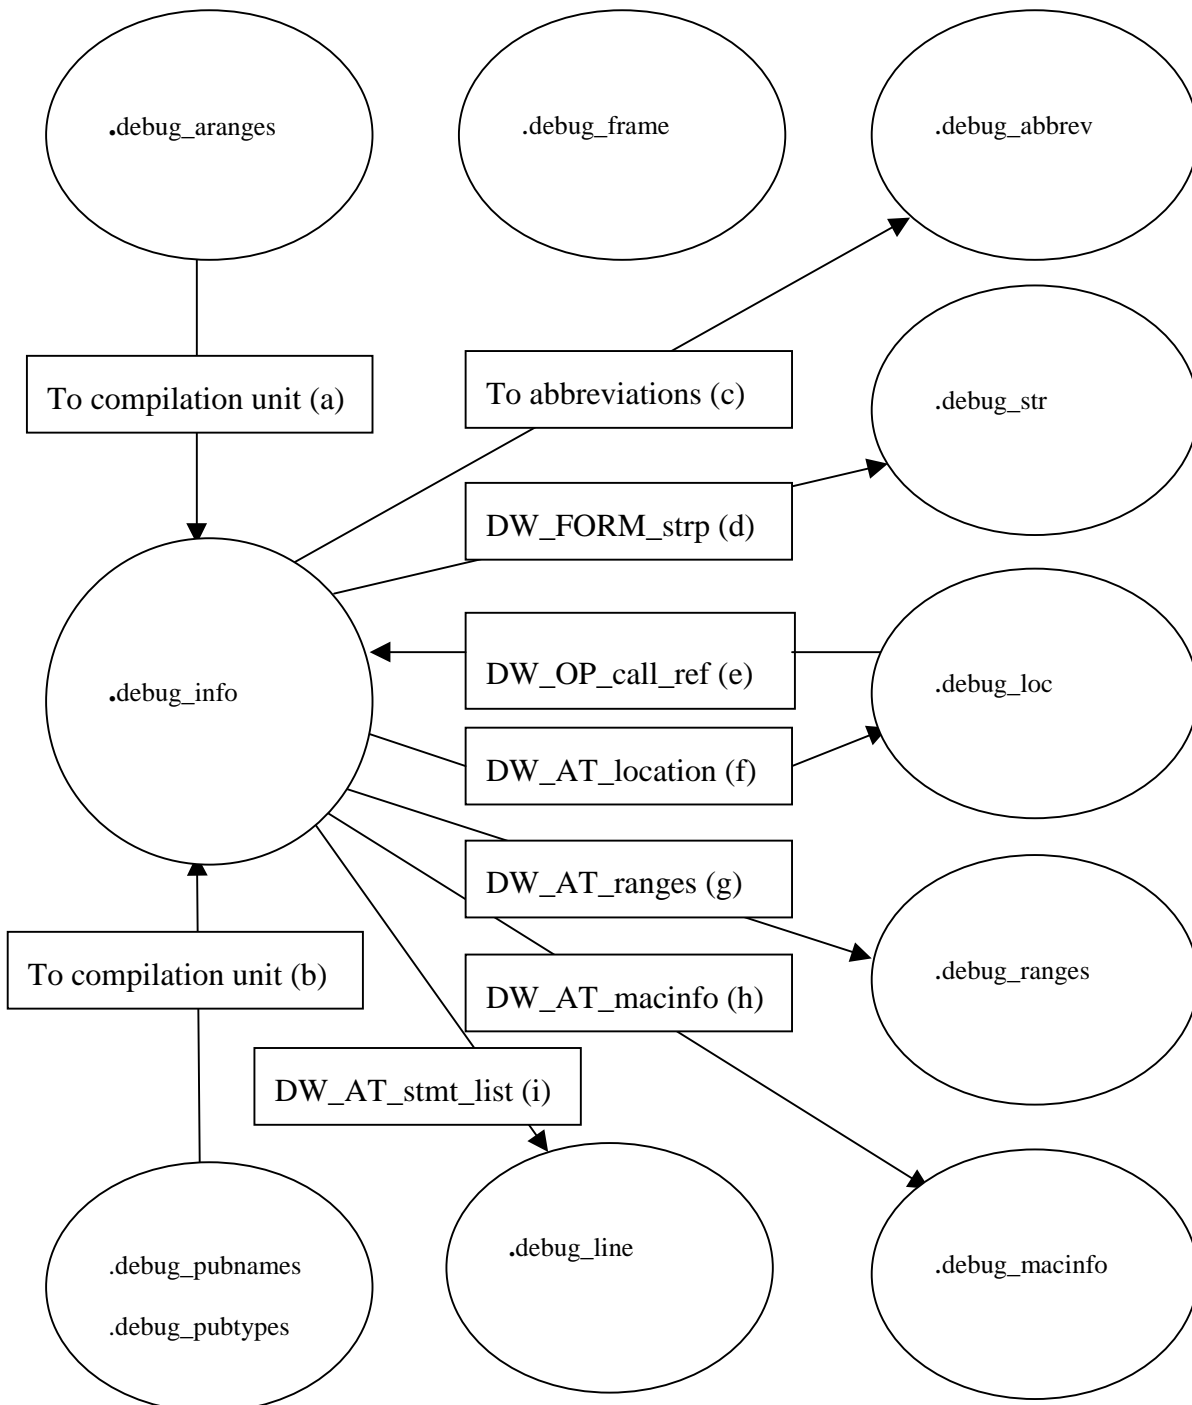 .debug_aranges
.debug_frame
.debug_abbrev
To compilation unit (a)
To abbreviations (c)
.debug_str
DW_FORM_strp (d)
DW_OP_call_ref (e)
.debug_info
.debug_loc
DW_AT_location (f)
DW_AT_ranges (g)
To compilation unit (b)
.debug_ranges
DW_AT_macinfo (h)
DW_AT_stmt_list (i)
.debug_pubnames
.debug_line
.debug_macinfo
.debug_pubtypes